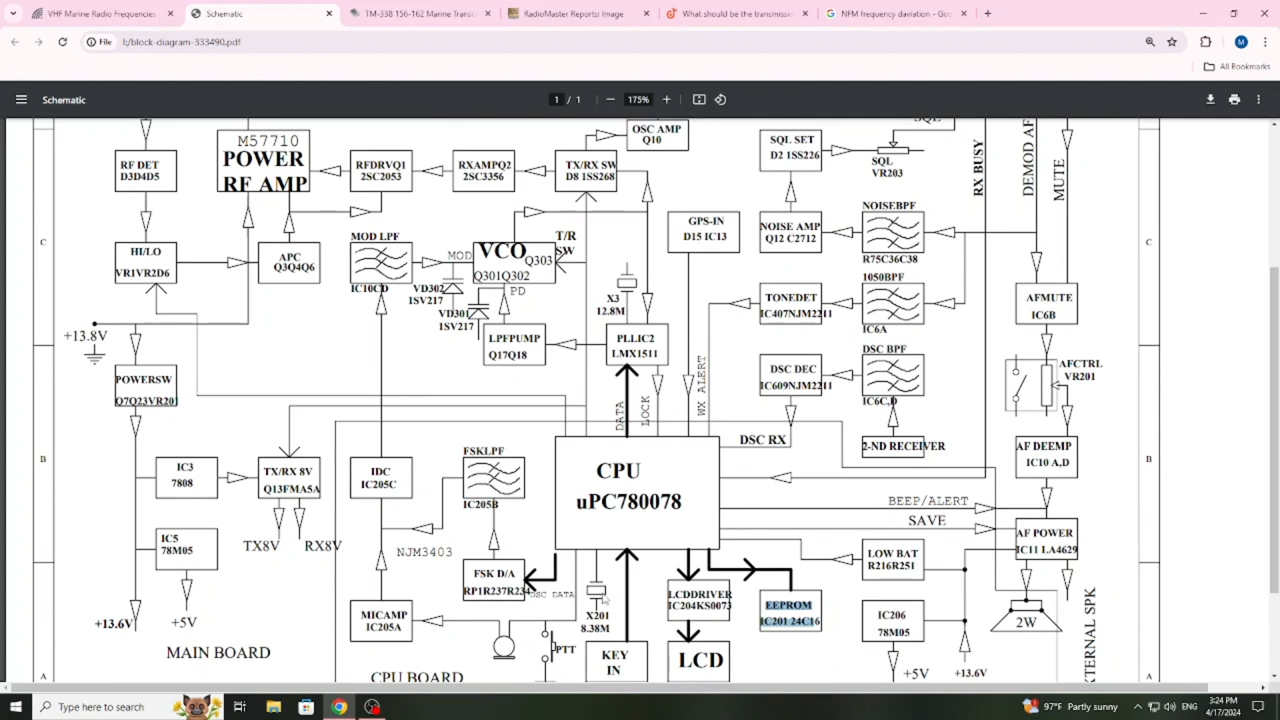 VHF Marine Radio Frequencies
Schematic
TM-338 156-162 Marine Trans
RadioMaster Reports: Image
What should be the transmissi
NFM frequency daviation - Goo
File
block-diagram-333490.pdf
M
All Bookmarks
Schematic
1 / 1
175%
M57710
POWER
RF AMP
RF DET
D3D4D5
RFDRVQ1
2SC2053
RXAMPQ2
2SC3356
TX/RX SW
D8 1SS268
OSC AMP
Q10
SQL SET
D2 1SS226
SQL
VR203
RX BUSY
DEMOD AF
MUTE
C
HI/LO
VR1VR2D6
APC
Q3Q4Q6
MOD LPF
IC10CD
MOD
VCO
Q303
Q301Q302
T/R
SW
GPS-IN
D15 IC13
NOISE AMP
Q12 C2712
NOISEBPF
R75C36C38
C
VD302
1SV217
PD
VD301
1SV217
X3
12.8M
TONEDET
IC407NJM2211
1050BPF
IC6A
AFMUTE
IC6B
+13.8V
LPFPUMP
Q17Q18
PLLIC2
LMX1511
DSC BPF
DSC DEC
IC609NJM2211
IC6C,D
AFCTRL
VR201
POWERSW
Q7Q23VR201
DATA
LOCK
WX ALERT
DSC RX
2-ND RECEIVER
B
IC3
7808
TX/RX 8V
Q13FMA5A
IDC
IC205C
FSKLPF
IC205B
CPU
uPC780078
AF DEEMP
IC10 A,D
B
BEEP/ALERT
SAVE
TX8V
RX8V
IC5
78M05
NJM3403
FSK D/A
RP1R237R234
DSC DATA
LOW BAT
R216R251
AF POWER
IC11 LA4629
X201
8.38M
LCDDRIVER
IC204KS0073
EEPROM
IC201 24C16
+13.6V
+5V
MICAMP
IC205A
IC206
78M05
2W
MAIN BOARD
CPU BOARD
PTT
KEY
IN
LCD
+5V
+13.6V
A
A
Type here to search
97°F Partly sunny
ENG
3:24 PM
4/17/2024